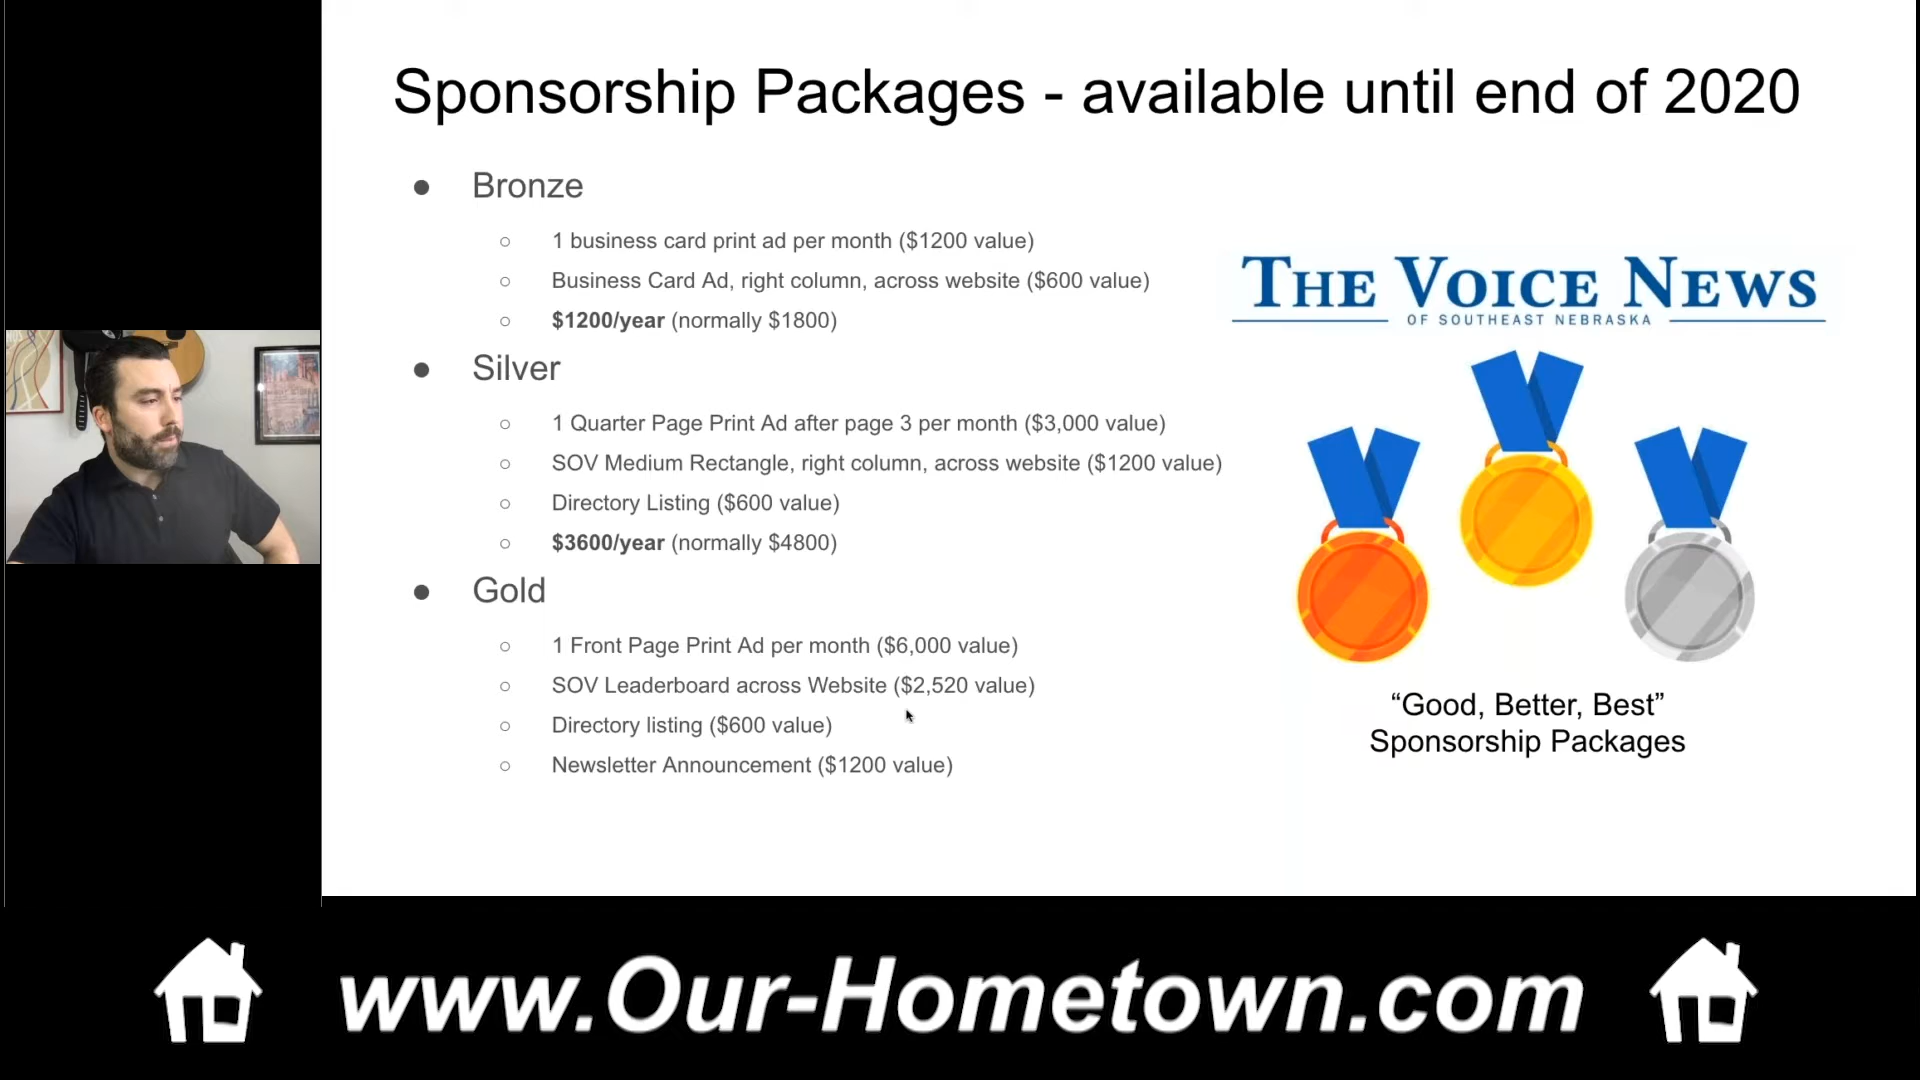 Sponsorship Packages - available until end of 2020
● Bronze
○ 1 business card print ad per month ($1200 value)
○ Business Card Ad, right column, across website ($600 value)
○ $1200/year (normally $1800)
● Silver
○ 1 Quarter Page Print Ad after page 3 per month ($3,000 value)
○ SOV Medium Rectangle, right column, across website ($1200 value)
○ Directory Listing ($600 value)
○ $3600/year (normally $4800)
● Gold
○ 1 Front Page Print Ad per month ($6,000 value)
○ SOV Leaderboard across Website ($2,520 value)
○ Directory listing ($600 value)
○ Newsletter Announcement ($1200 value)
THE VOICE NEWS
OF SOUTHEAST NEBRASKA
“Good, Better, Best”
Sponsorship Packages
www.Our-Hometown.com